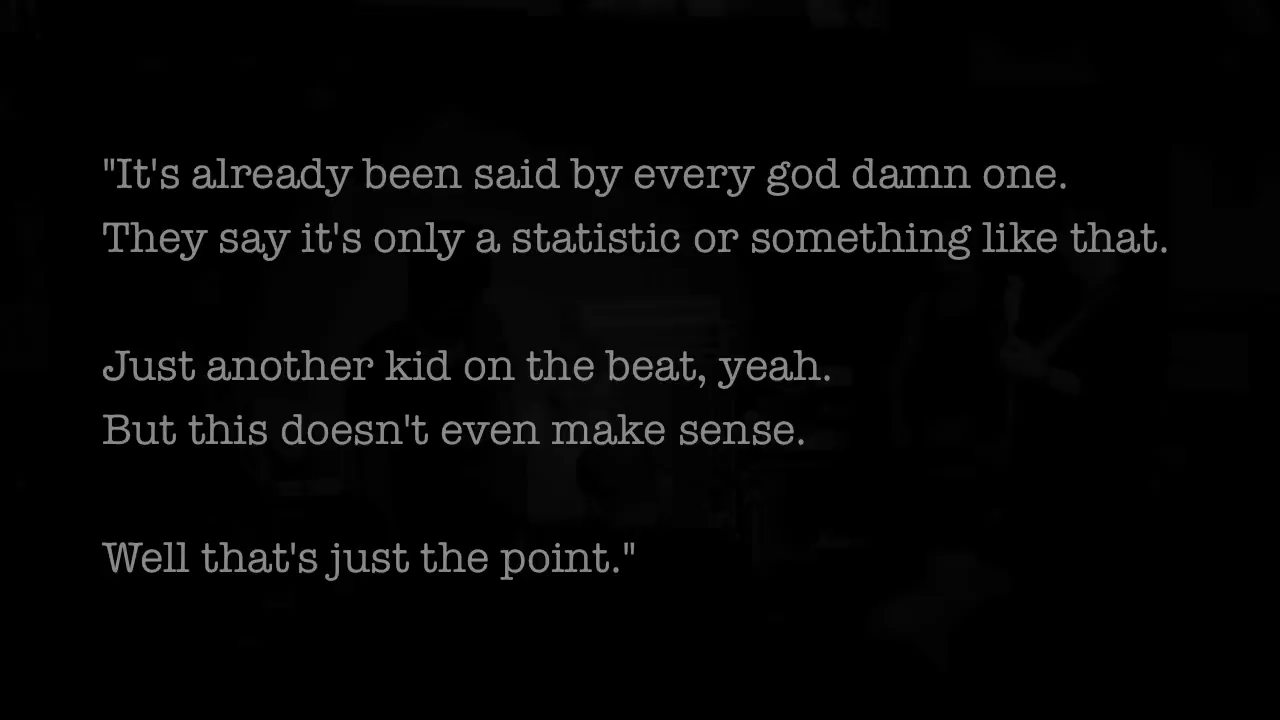 "It's already been said by every god damn one.
They say it's only a statistic or something like that.
Just another kid on the beat, yeah.
But this doesn't even make sense.
Well that's just the point."